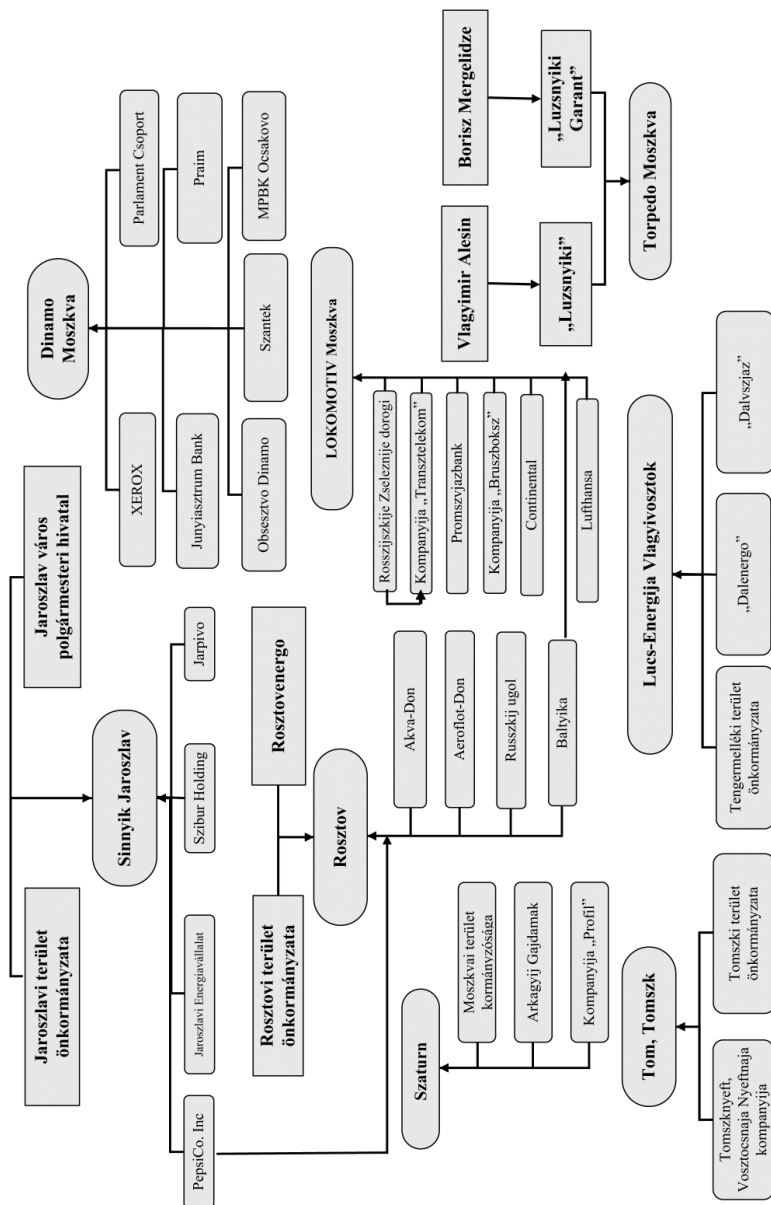 Jaroszlavi terület
önkormányzata
Jaroszlav város
polgármesteri hivatal
Sinnyik Jaroszlav
PepsiCo. Inc
Jaroszlavi Energiavállalat
Szibur Holding
Jarpivo
Rosztovi terület
önkormányzata
Rosztovenergo
Rosztov
Akva-Don
Aeroflot-Don
Russzkij ugol
Baltyika
Dinamo
Moszkva
XEROX
Parlament Csoport
Junyiasztrum Bank
Praim
Obsesztvo Dinamo
Szantek
MPBK Ocsakovo
LOKOMOTIV Moszkva
Rosszijszkije Zseleznije dorogi
Kompanyija „Transztelekom”
Promszvjazbank
Kompanyija „Bruszboksz”
Continental
Lufthansa
Vlagyimir Alesin
Borisz Mergelidze
„Luzsnyiki”
„Luzsnyiki
Garant”
Torpedo Moszkva
Szaturn
Moszkvai terület
kormányzósága
Arkagyij Gajdamak
Kompanyija „Profil”
Tom, Tomszk
Tomszknyeft,
Vosztocsnaja Nyeftnaja
kompanyija
Tomszki terület
önkormányzata
Lucs-Energija Vlagyivosztok
Tengermelléki terület
önkormányzata
„Dalenergo”
„Dalvszjaz”